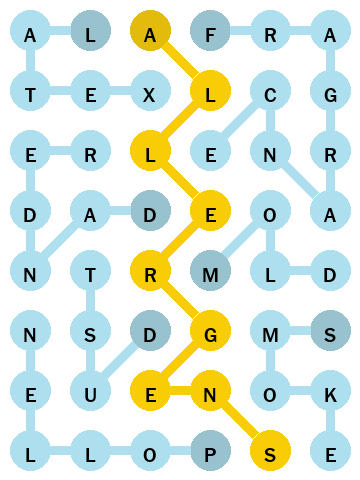 A L A F R A
T E X L C G
E R L E N R
D A D E O A
N T R M L D
N S D G M S
E U E N O K
L L O P S E